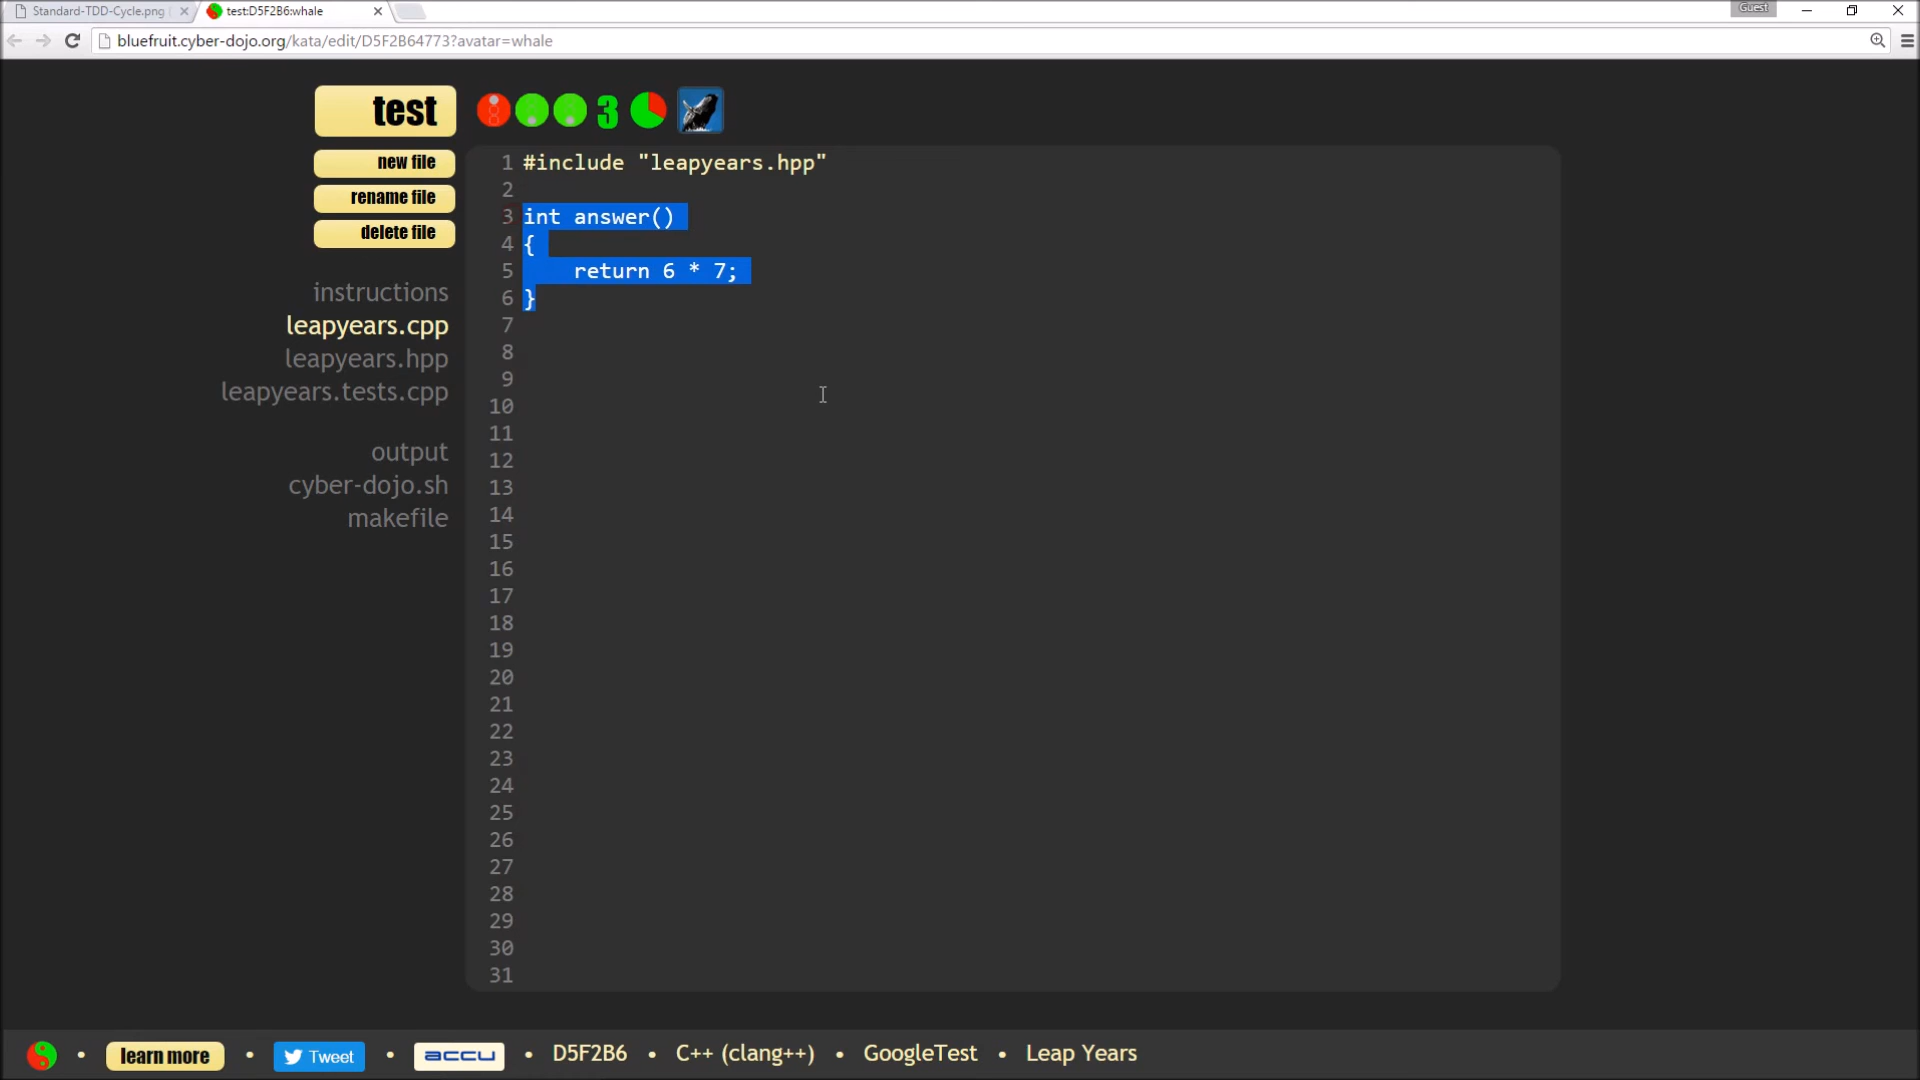 Standard-TDD-Cycle.png
test:D5F2B6:whale
Guest
bluefruit.cyber-dojo.org/kata/edit/D5F2B64773?avatar=whale
test
3
new file
rename file
delete file
instructions
leapyears.cpp
leapyears.hpp
leapyears.tests.cpp
output
cyber-dojo.sh
makefile
1 #include "leapyears.hpp"
2
3 int answer()
4 {
5 return 6 * 7;
6 }
7
8
9
10
11
12
13
14
15
16
17
18
19
20
21
22
23
24
25
26
27
28
29
30
31
learn more • Tweet • accu • D5F2B6 • C++ (clang++) • GoogleTest • Leap Years